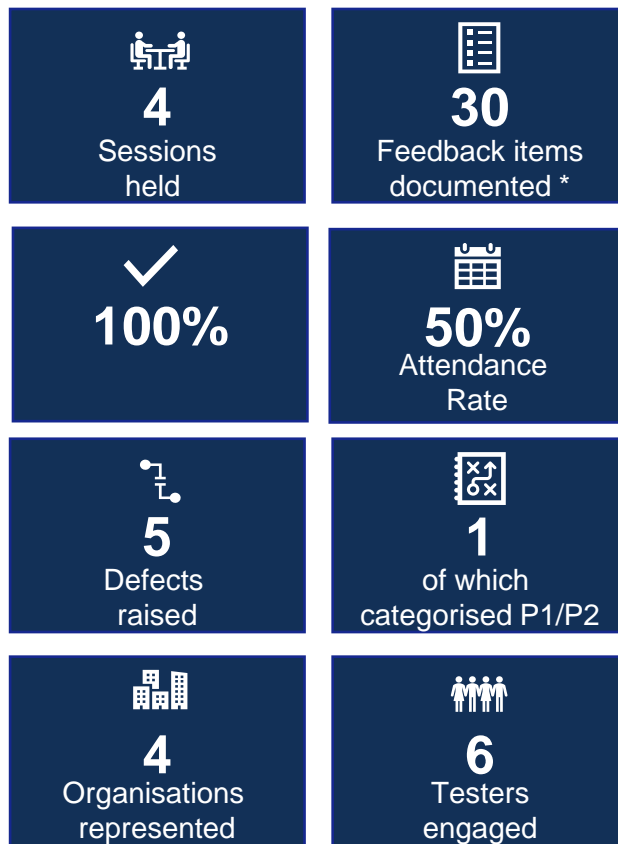 4
Sessions
held
30
Feedback items
documented *
100%
50%
Attendance
Rate
5
Defects
raised
1
of which
categorised P1/P2
4
Organisations
represented
6
Testers
engaged